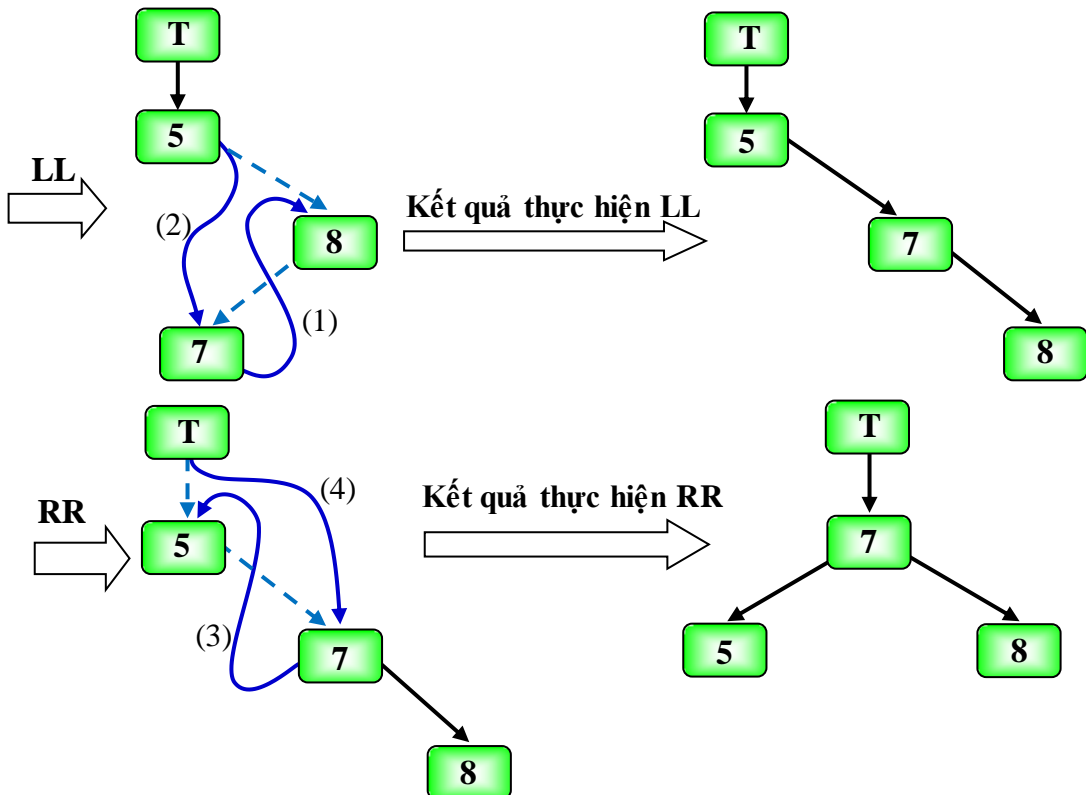 T
T
5
5
LL
(2)
8
Kết quả thực hiện LL
7
(1)
7
8
T
T
(4)
Kết quả thực hiện RR
RR
5
7
(3)
7
5
8
8